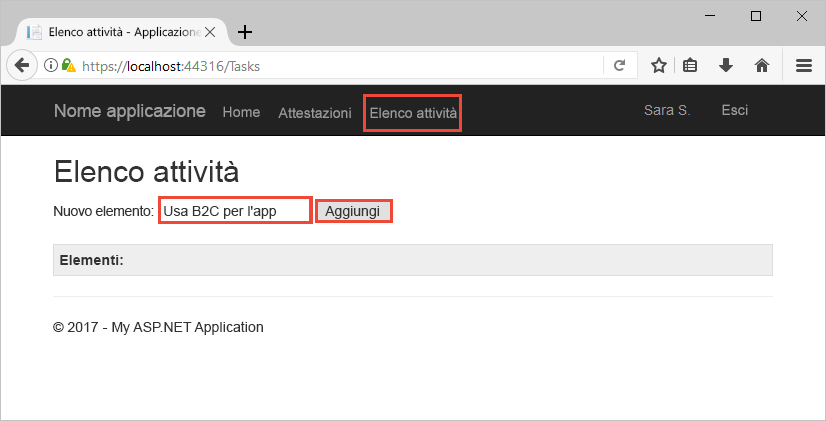 Elenco attività - Applicazione
https://localhost:44316/Tasks
Nome applicazione Home Attestazioni Elenco attività Sara S. Esci
Elenco attività
Nuovo elemento: Usa B2C per l'app Aggiungi
Elementi:
© 2017 - My ASP.NET Application